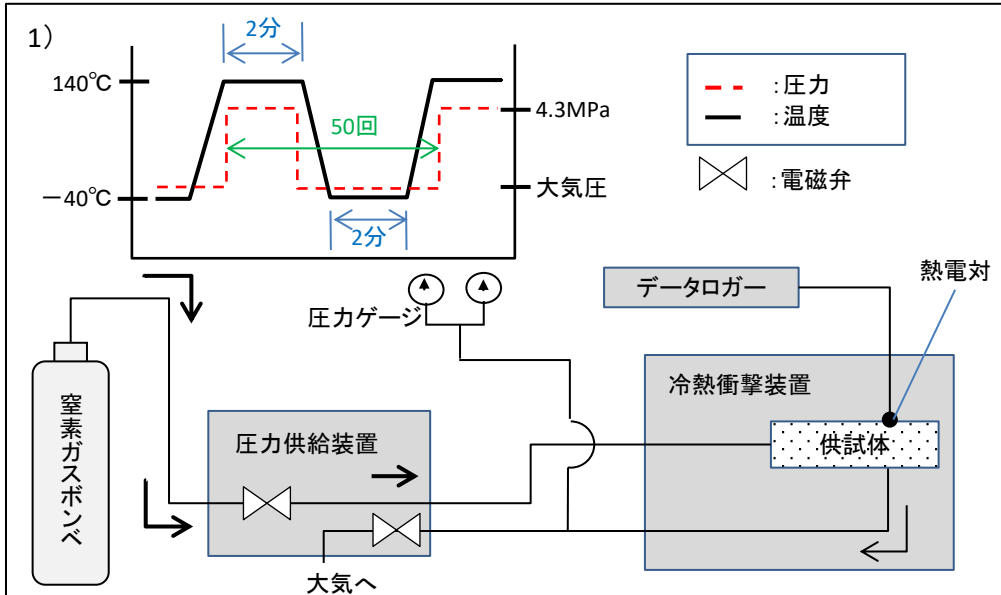 1）
2分
140℃
50回
4.3MPa
大気圧
－40℃
2分
：圧力
：温度
：電磁弁
圧力ゲージ
データロガー
熱電対
冷熱衝撃装置
供試体
窒素ガスボンベ
圧力供給装置
大気へ